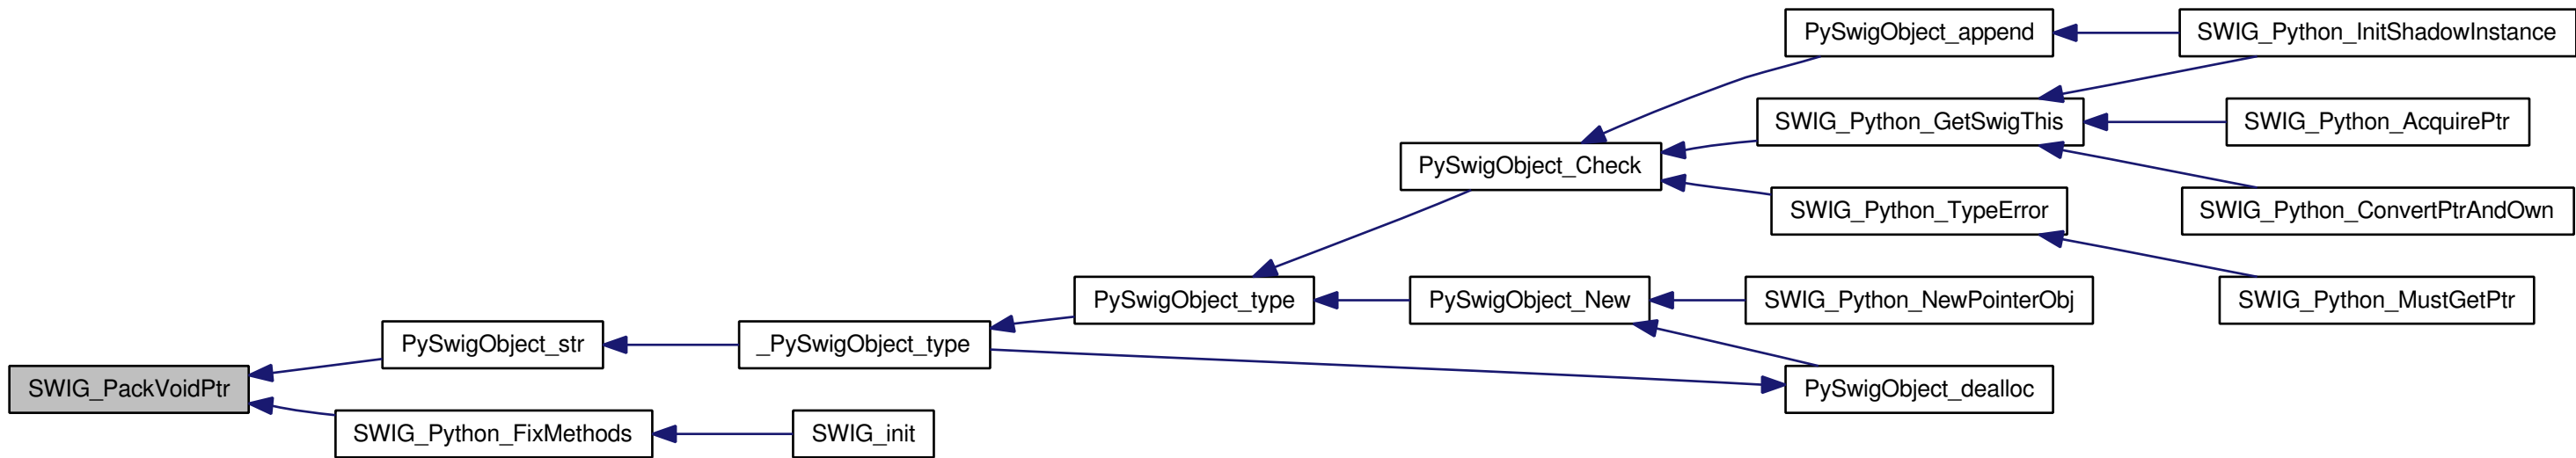 PySwigObject_append
SWIG_Python_InitShadowInstance
SWIG_Python_GetSwigThis
SWIG_Python_AcquirePtr
PySwigObject_Check
SWIG_Python_TypeError
SWIG_Python_ConvertPtrAndOwn
PySwigObject_type
PySwigObject_New
SWIG_Python_NewPointerObj
SWIG_Python_MustGetPtr
PySwigObject_str
_PySwigObject_type
SWIG_PackVoidPtr
PySwigObject_dealloc
SWIG_Python_FixMethods
SWIG_init